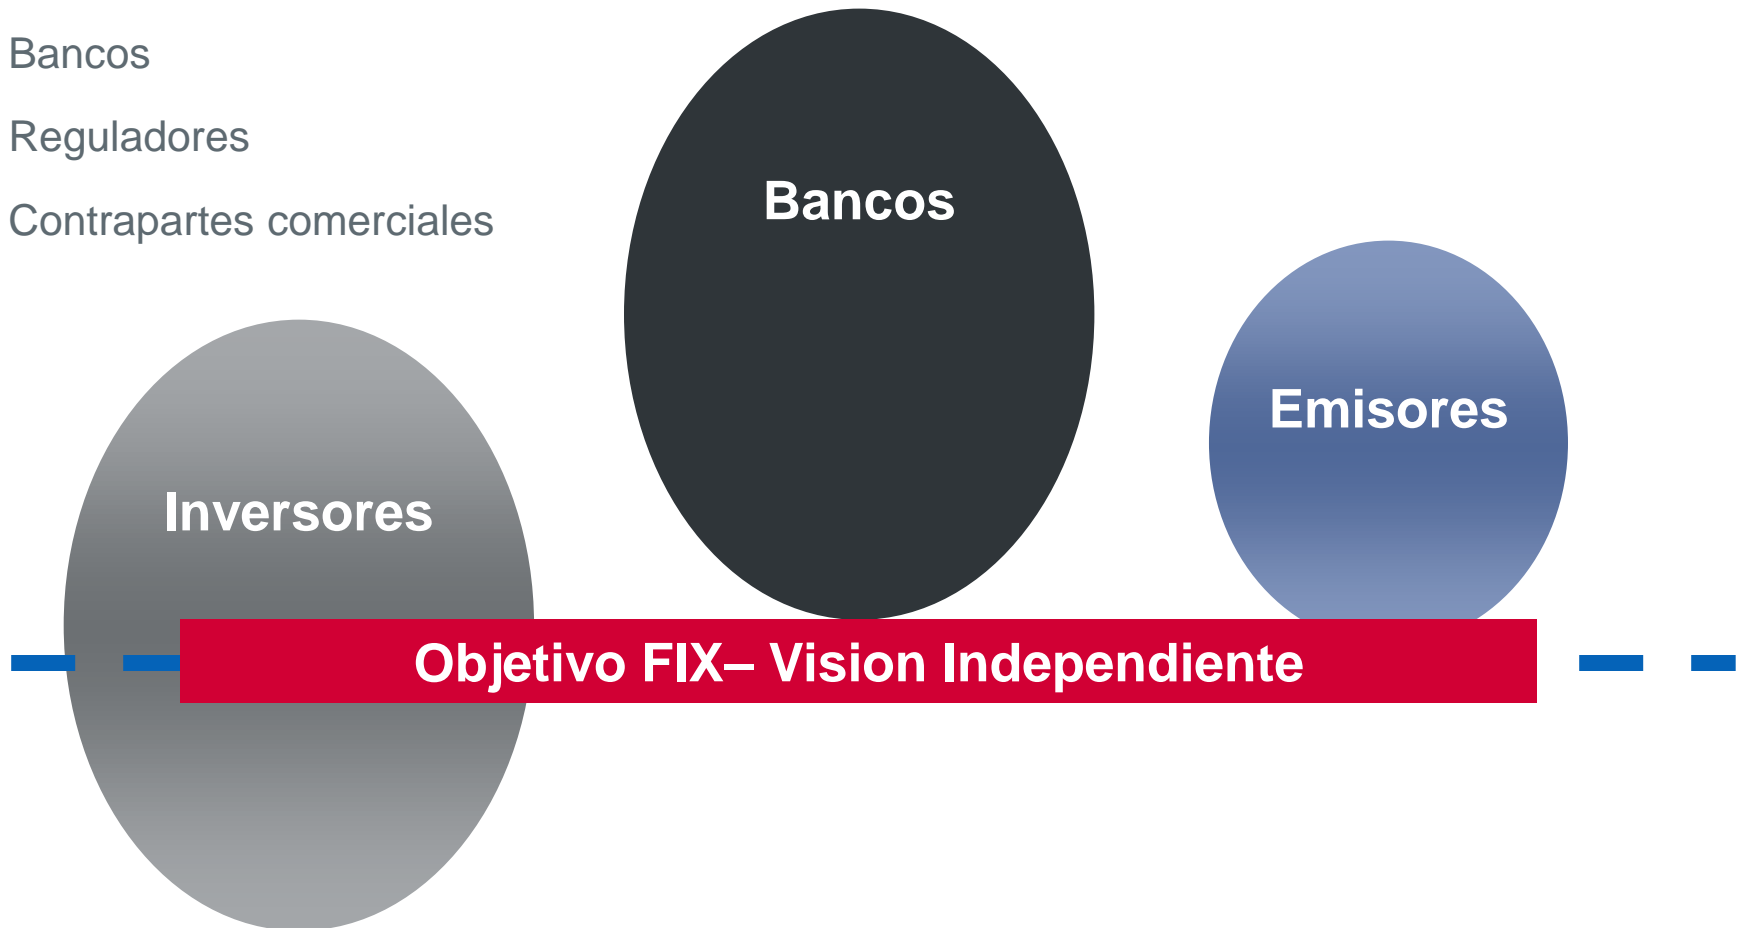 Bancos
Reguladores
Contrapartes comerciales
Bancos
Emisores
Inversores
Objetivo FIX– Vision Independiente